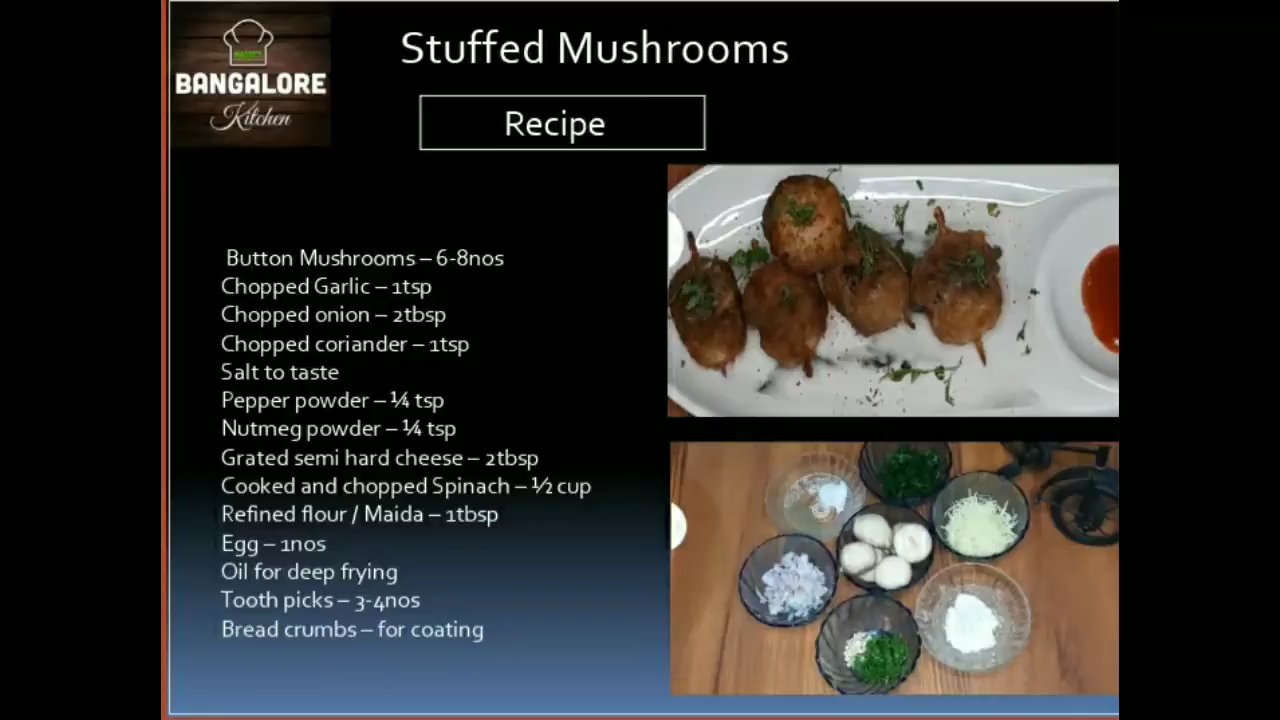 BANGALORE
Kitchen
Stuffed Mushrooms
Recipe
Button Mushrooms – 6-8nos
Chopped Garlic – 1tsp
Chopped onion – 2tbsp
Chopped coriander – 1tsp
Salt to taste
Pepper powder – ¼ tsp
Nutmeg powder – ¼ tsp
Grated semi hard cheese – 2tbsp
Cooked and chopped Spinach – ½ cup
Refined flour / Maida – 1tbsp
Egg – 1nos
Oil for deep frying
Tooth picks – 3-4nos
Bread crumbs – for coating